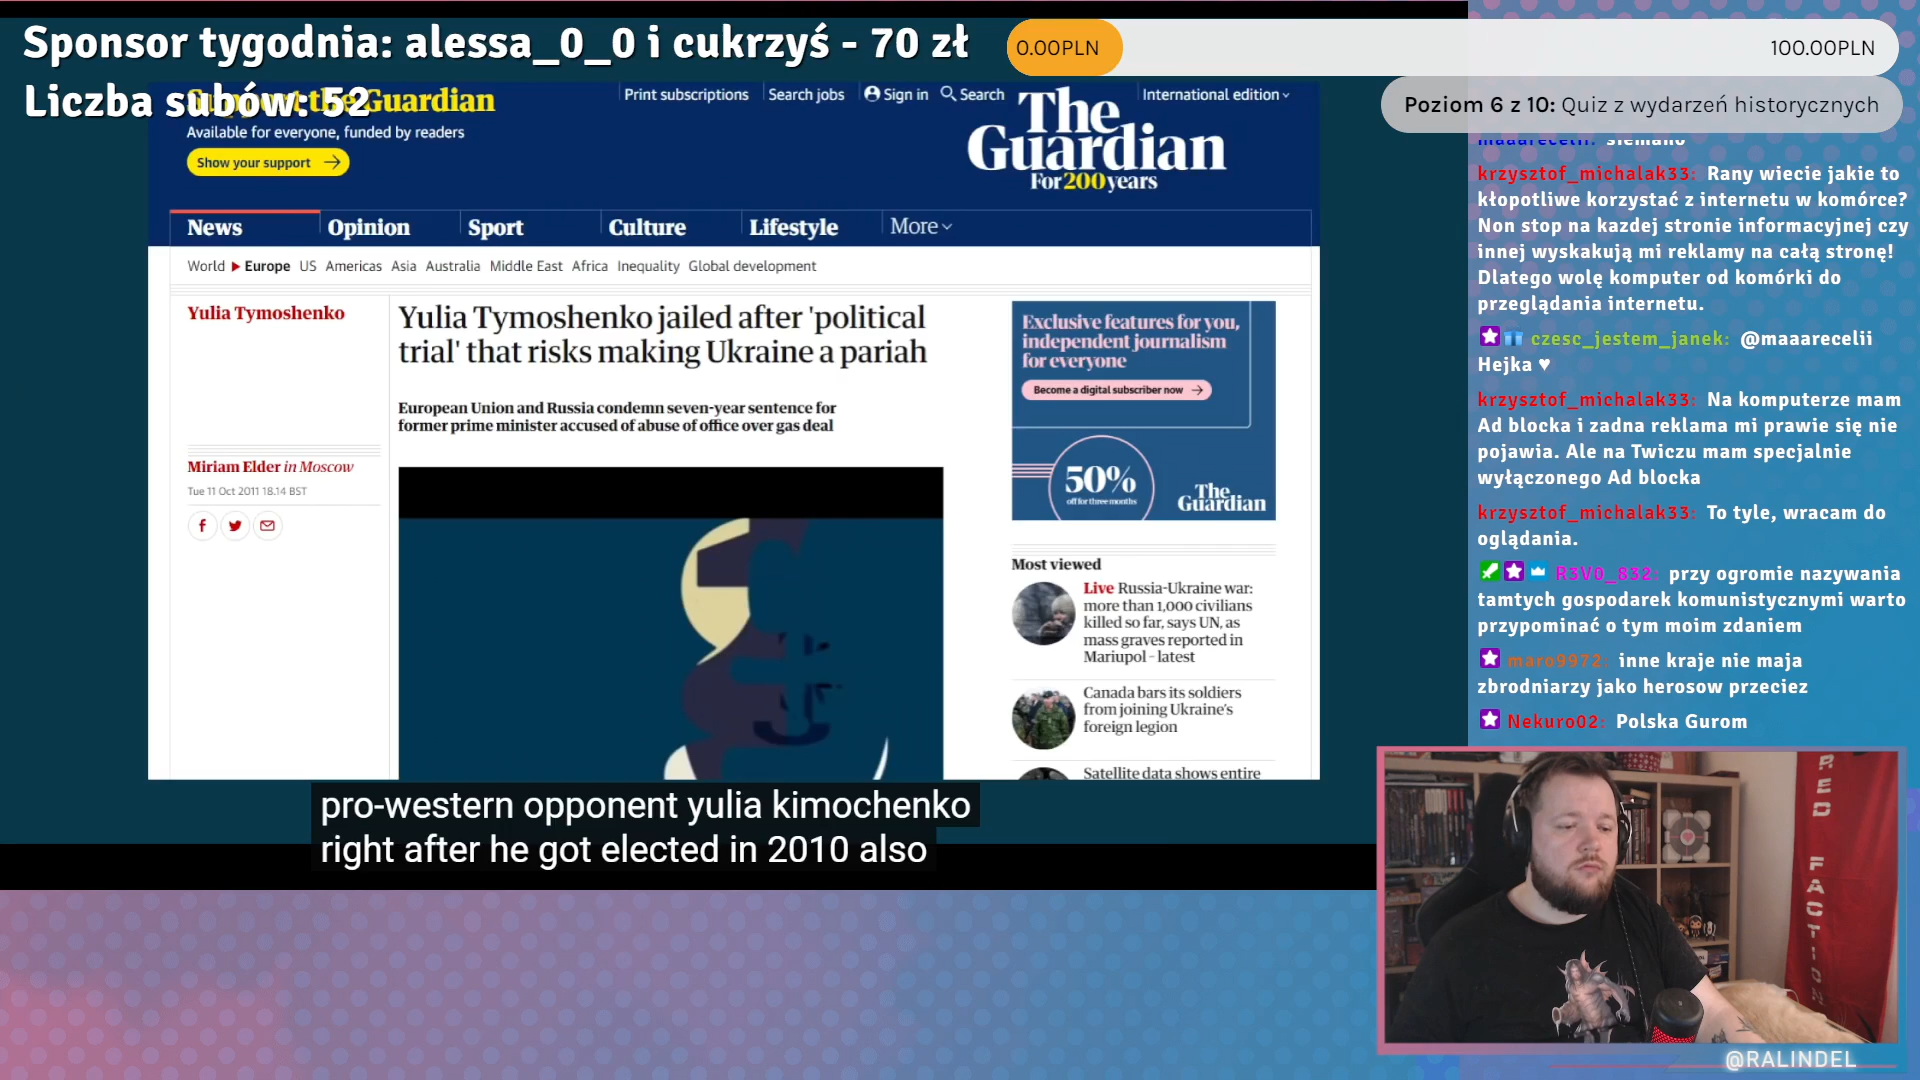 Sponsor tygodnia: alessa_0_0 i cukrzyś - 70 zł
Liczba subów: 52
0.00PLN
100.00PLN
Poziom 6 z 10: Quiz z wydarzeń historycznych
Support the Guardian
Available for everyone, funded by readers
Show your support
Print subscriptions
Search jobs
Sign in
Search
International edition
The
Guardian
For 200 years
News
Opinion
Sport
Culture
Lifestyle
More
World
Europe
US
Americas
Asia
Australia
Middle East
Africa
Inequality
Global development
Yulia Tymoshenko
Yulia Tymoshenko jailed after 'political
trial' that risks making Ukraine a pariah
European Union and Russia condemn seven-year sentence for
former prime minister accused of abuse of office over gas deal
Miriam Elder in Moscow
Tue 11 Oct 2011 18.14 BST
Exclusive features for you,
independent journalism
for everyone
Become a digital subscriber now
50%
off for three months
The
Guardian
Most viewed
Live Russia-Ukraine war:
more than 1,000 civilians
killed so far, says UN, as
mass graves reported in
Mariupol - latest
Canada bars its soldiers
from joining Ukraine's
foreign legion
Satellite data shows entire
pro-western opponent yulia kimochenko
right after he got elected in 2010 also
maaarecelii: siemano
krzysztof_michalak33: Rany wiecie jakie to
kłopotliwe korzystać z internetu w komórce?
Non stop na kazdej stronie informacyjnej czy
innej wyskakują mi reklamy na całą stronę!
Dlatego wolę komputer od komórki do
przeglądania internetu.
czesc_jestem_janek: @maaarecelii
Hejka ♥
krzysztof_michalak33: Na komputerze mam
Ad blocka i zadna reklama mi prawie się nie
pojawia. Ale na Twiczu mam specjalnie
wyłączonego Ad blocka
krzysztof_michalak33: To tyle, wracam do
oglądania.
R3V0_832: przy ogromie nazywania
tamtych gospodarek komunistycznymi warto
przypominać o tym moim zdaniem
maro9972: inne kraje nie maja
zbrodniarzy jako herosow przeciez
Nekuro02: Polska Gurom
RED FACTION
@RALINDEL